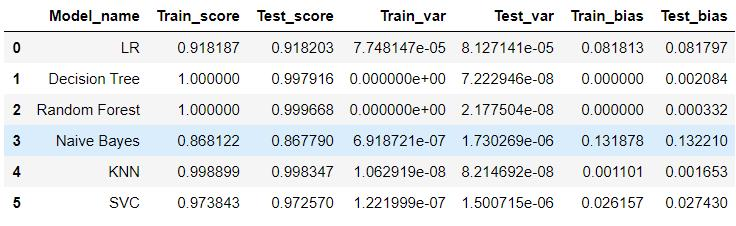 Model_name Train_score Test_score Train_var Test_var Train_bias Test_bias
0 LR 0.918187 0.918203 7.748147e-05 8.127141e-05 0.081813 0.081797
1 Decision Tree 1.000000 0.997916 0.000000e+00 7.222946e-08 0.000000 0.002084
2 Random Forest 1.000000 0.999668 0.000000e+00 2.177504e-08 0.000000 0.000332
3 Naive Bayes 0.868122 0.867790 6.918721e-07 1.730269e-06 0.131878 0.132210
4 KNN 0.998899 0.998347 1.062919e-08 8.214692e-08 0.001101 0.001653
5 SVC 0.973843 0.972570 1.221999e-07 1.500715e-06 0.026157 0.027430